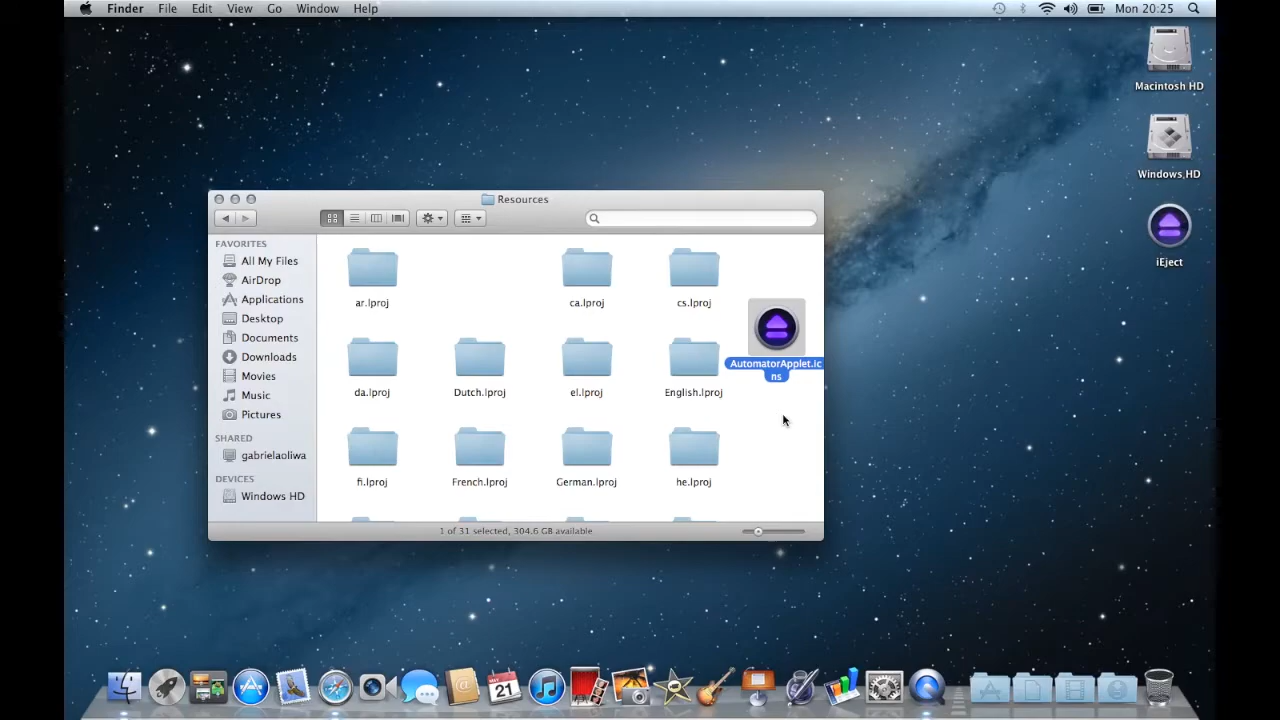 Finder File Edit View Go Window Help Mon 20:25
Macintosh HD
Windows HD
iEject
Resources
FAVORITES
All My Files
AirDrop
Applications
Desktop
Documents
Downloads
Movies
Music
Pictures
SHARED
gabrielaoliwa
DEVICES
Windows HD
ar.lproj ca.lproj cs.lproj
AutomatorApplet.ic
ns
da.lproj Dutch.lproj el.lproj English.lproj
fi.lproj French.lproj German.lproj he.lproj
1 of 31 selected, 304.6 GB available
MAY
21